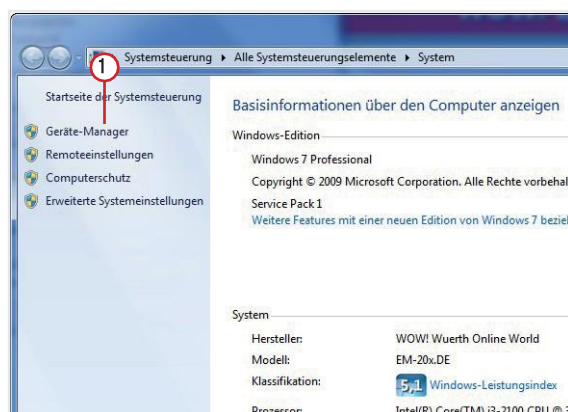 1
Systemsteuerung ▸ Alle Systemsteuerungselemente ▸ System
Startseite der Systemsteuerung
Geräte-Manager
Remoteeinstellungen
Computerschutz
Erweiterte Systemeinstellungen
Basisinformationen über den Computer anzeigen
Windows-Edition
Windows 7 Professional
Copyright © 2009 Microsoft Corporation. Alle Rechte vorbehal
Service Pack 1
Weitere Features mit einer neuen Edition von Windows 7 bezieh
System
Hersteller: WOW! Wuerth Online World
Modell: EM-20x.DE
Klassifikation: 5,1 Windows-Leistungsindex
Prozessor: Intel(R) Core(TM) i3-2100 CPU @